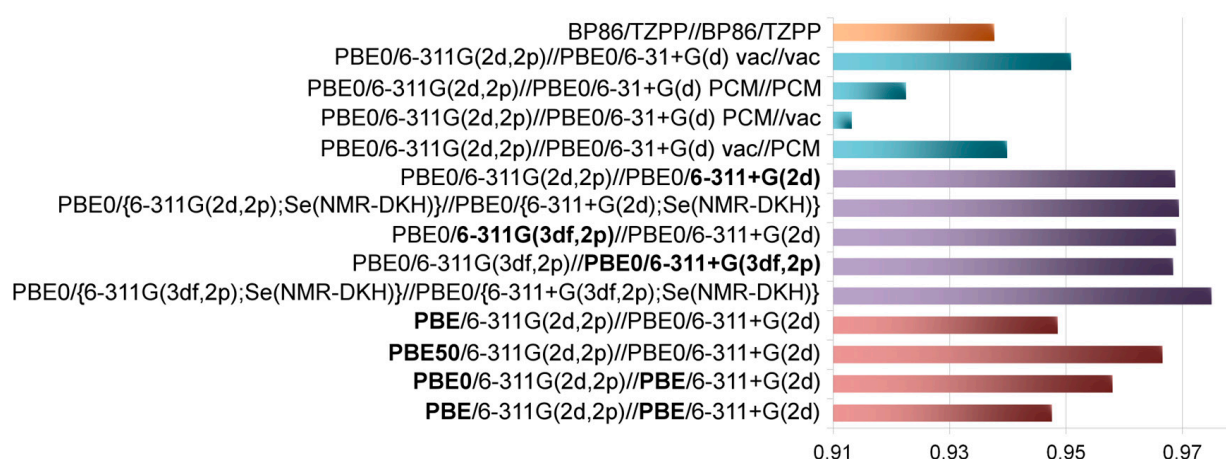 BP86/TZPP//BP86/TZPP
PBE0/6-311G(2d,2p)//PBE0/6-31+G(d) vac//vac
PBE0/6-311G(2d,2p)//PBE0/6-31+G(d) PCM//PCM
PBE0/6-311G(2d,2p)//PBE0/6-31+G(d) PCM//vac
PBE0/6-311G(2d,2p)//PBE0/6-31+G(d) vac//PCM
PBE0/6-311G(2d,2p)//PBE0/6-311+G(2d)
PBE0/{6-311G(2d,2p);Se(NMR-DKH)}//PBE0/{6-311+G(2d);Se(NMR-DKH)}
PBE0/6-311G(3df,2p)//PBE0/6-311+G(2d)
PBE0/6-311G(3df,2p)//PBE0/6-311+G(3df,2p)
PBE0/{6-311G(3df,2p);Se(NMR-DKH)}//PBE0/{6-311+G(3df,2p);Se(NMR-DKH)}
PBE/6-311G(2d,2p)//PBE0/6-311+G(2d)
PBE50/6-311G(2d,2p)//PBE0/6-311+G(2d)
PBE0/6-311G(2d,2p)//PBE/6-311+G(2d)
PBE/6-311G(2d,2p)//PBE/6-311+G(2d)
0.91 0.93 0.95 0.97